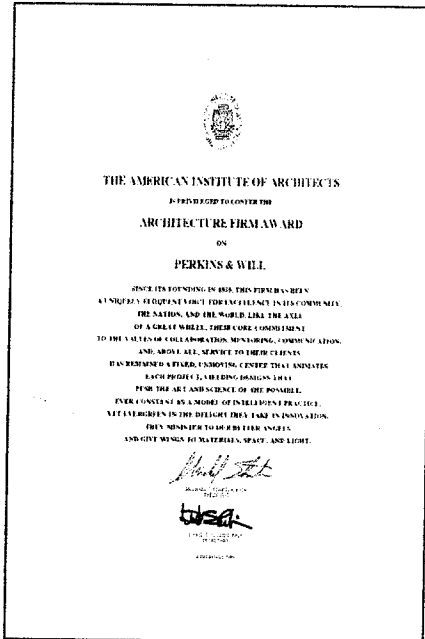 THE AMERICAN INSTITUTE OF ARCHITECTS
IS PRIVILEGED TO CONFER THE
ARCHITECTURE FIRM AWARD
ON
PERKINS & WILL
SINCE ITS FOUNDING IN 1935, THIS FIRM HAS BEEN
A UNIQUELY ELOQUENT VOICE FOR EXCELLENCE IN ITS COMMUNITY,
THE NATION, AND THE WORLD. LIKE THE AXLE
OF A GREAT WHEEL, THEIR CORE COMMITMENT
TO THE VALUES OF COLLABORATION, MENTORING, COMMUNICATION,
AND, ABOVE ALL, SERVICE TO THEIR CLIENTS
HAS REMAINED A FIXED, UNMOVING CENTER THAT ANIMATES
EACH PROJECT, YIELDING DESIGNS THAT
PUSH THE ART AND SCIENCE OF THE POSSIBLE.
EVER CONSTANT AS A MODEL OF INTELLIGENT PRACTICE,
YET EVERGREEN IN THE DELIGHT THEY TAKE IN INNOVATION,
THEY MINISTER TO OUR BETTER ANGELS
AND GIVE WINGS TO MATERIALS, SPACE, AND LIGHT.